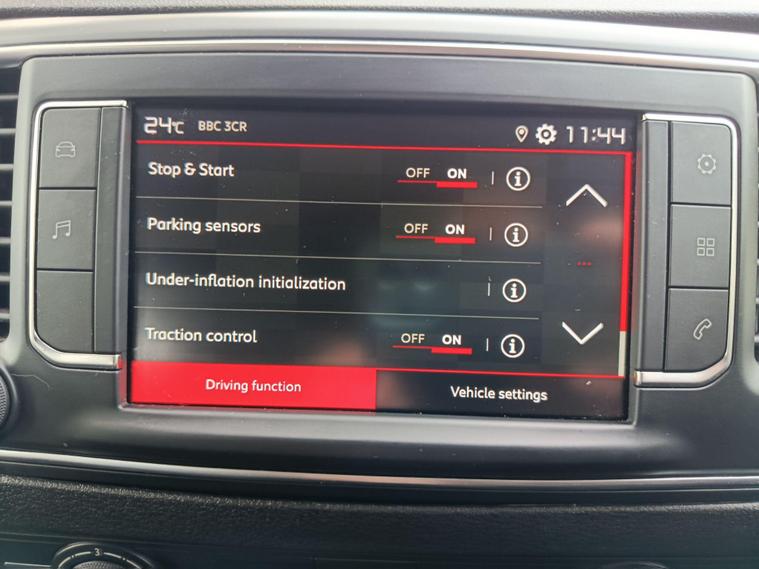 24°C BBC 3CR 11:44
Stop & Start OFF ON
Parking sensors OFF ON
Under-inflation initialization
Traction control OFF ON
Driving function Vehicle settings
3